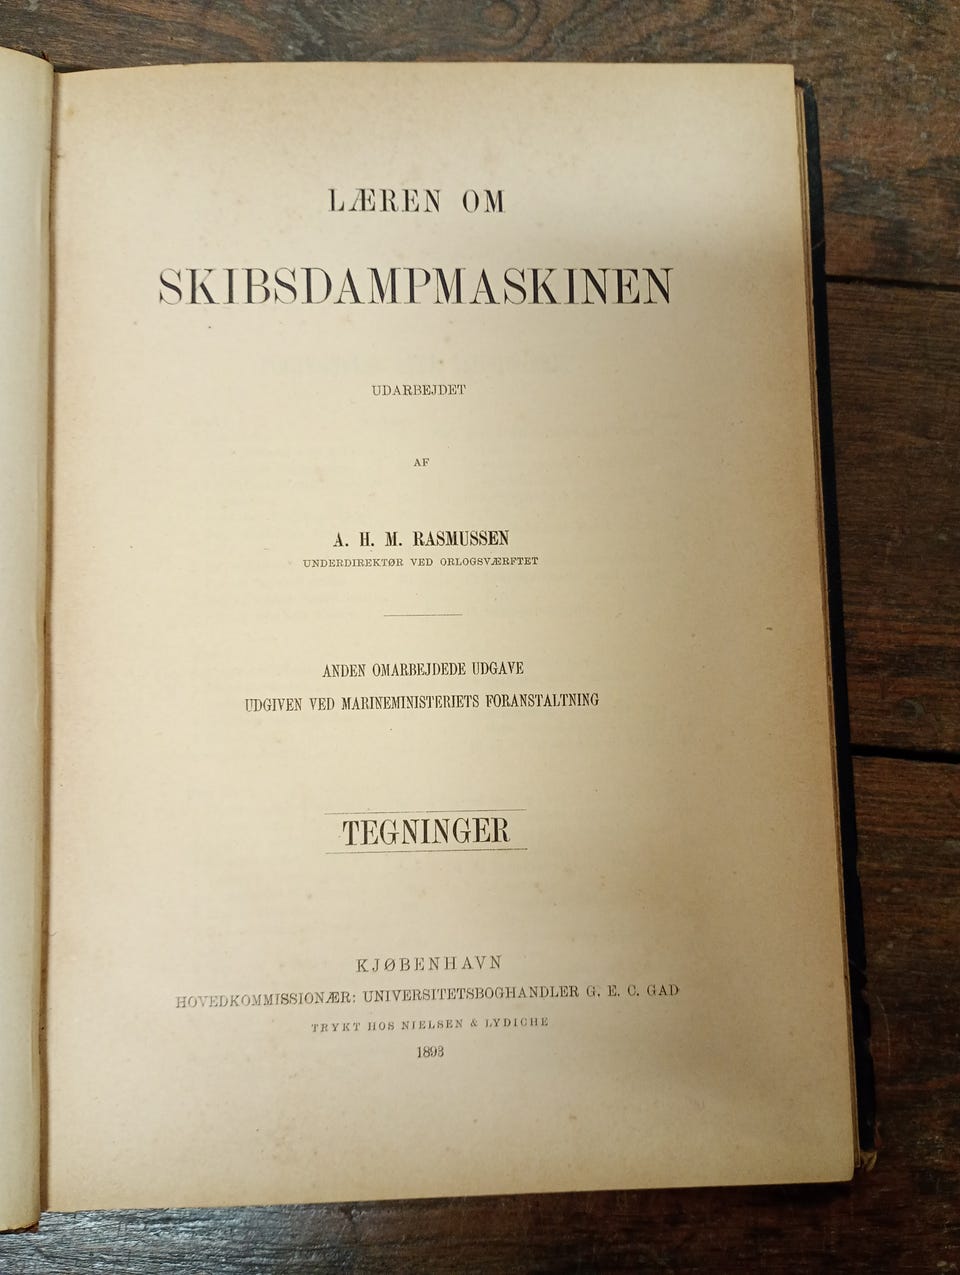 LÆREN OM
SKIBSDAMPMASKINEN
UDARBEJDET
AF
A. H. M. RASMUSSEN
UNDERDIREKTØR VED ORLOGSVÆRFTET
ANDEN OMARBEJDEDE UDGAVE
UDGIVEN VED MARINEMINISTERIETS FORANSTALTNING
TEGNINGER
KJØBENHAVN
HOVEDKOMMISSIONÆR: UNIVERSITETSBOGHANDLER G. E. C. GAD
TRYKT HOS NIELSEN & LYDICHE
1893